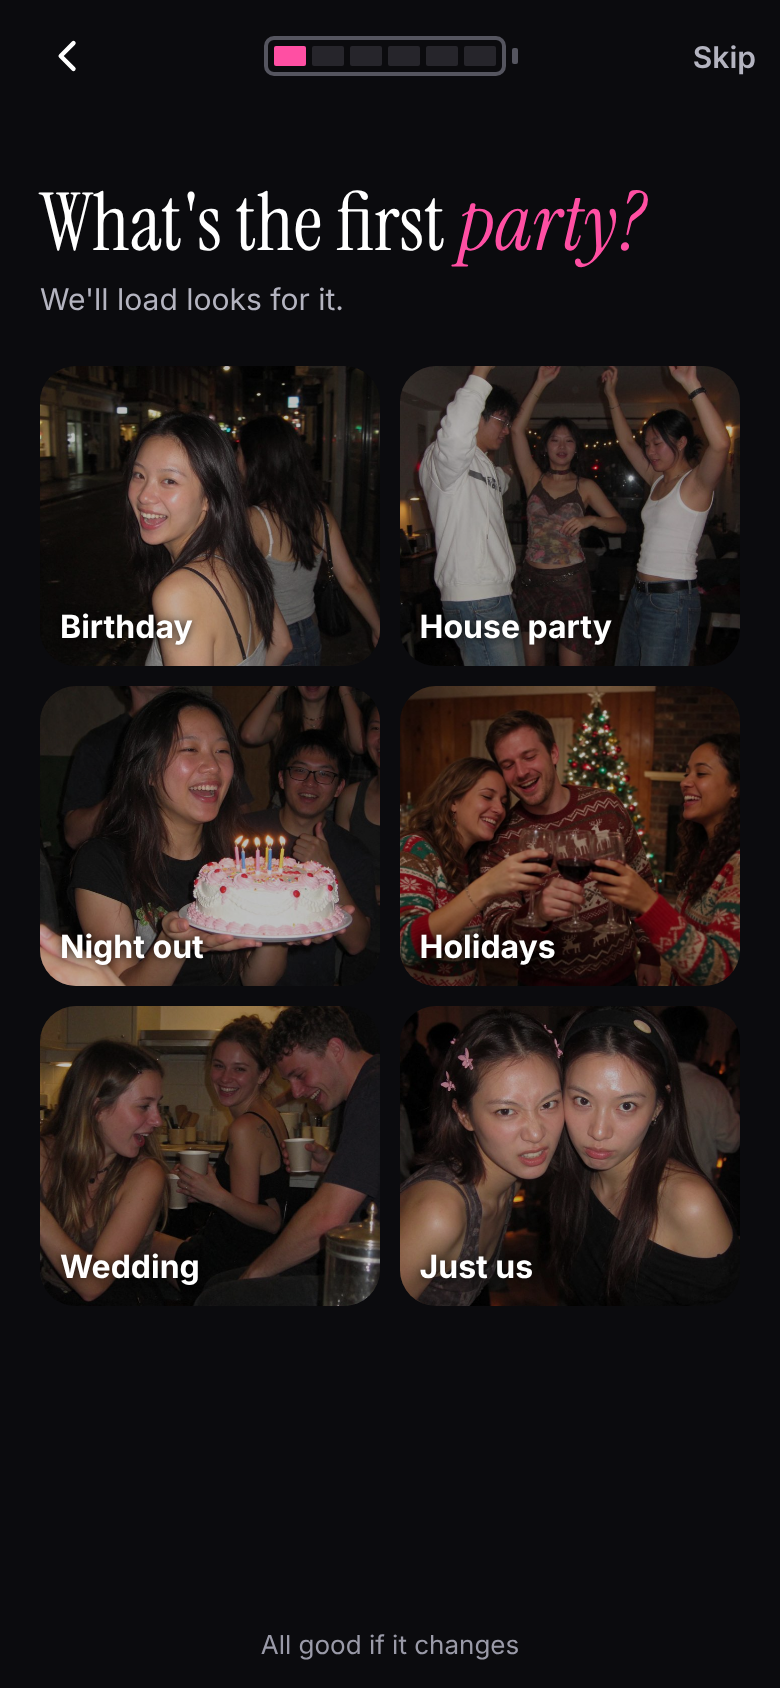 Skip
What's the first party?
We'll load looks for it.
Birthday
House party
Night out
Holidays
Wedding
Just us
All good if it changes